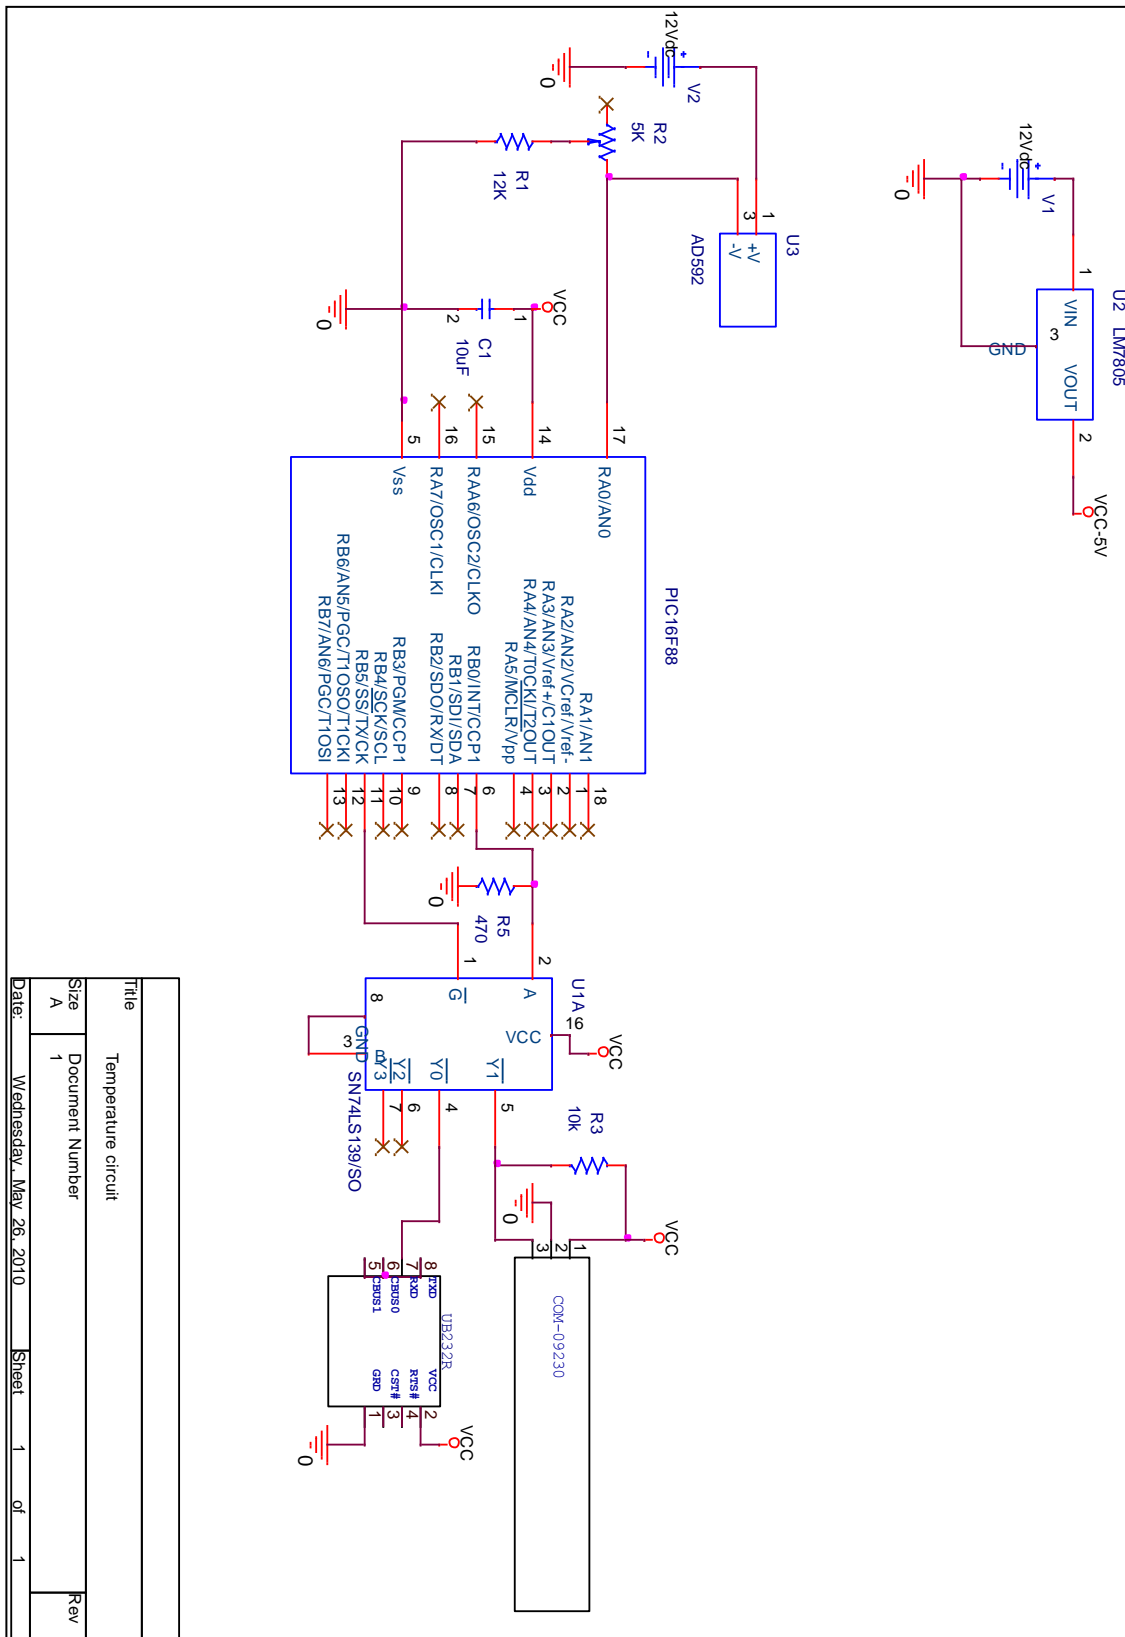 12Vdc
-
+
V1
0
U2 LM7805
1
VIN
3
GND
VOUT
2
VCC-5V
12Vdc
-
+
V2
0
R2
5K
R1
12K
U3
1
3
+V
-V
AD592
VCC
1
2
C1
10uF
0
17
14
15
16
5
RA0/AN0
Vdd
RAA6/OSC2/CLKO
RA7/OSC1/CLKI
Vss
PIC16F88
RA1/AN1
RA2/AN2/VCref/Vref-
RA3/AN3/Vref+/C1OUT
RA4/AN4/T0CKI/T2OUT
RA5/MCLR/Vpp
RB0/INT/CCP1
RB1/SDI/SDA
RB2/SDO/RX/DT
RB3/PGM/CCP1
RB4/SCK/SCL
RB5/SS/TX/CK
RB6/AN5/PGC/T1OSO/T1CKI
RB7/AN6/PGC/T1OSI
18
1
2
3
4
6
7
8
9
10
11
12
13
R5
470
0
2
1
U1A
A
G
16
VCC
VCC
8
GND
3
B
Y1
Y0
Y2
Y3
5
4
6
7
SN74LS139/SO
R3
10k
VCC
0
1
2
3
COM-09230
8
7
6
5
TXD
RXD
CBUS0
CBUS1
UB232R
VCC
RTS#
CST#
GRD
2
4
3
1
VCC
0
Title
Temperature circuit
Size
A
Document Number
1
Rev
Date:
Wednesday, May 26, 2010
Sheet
1
of
1